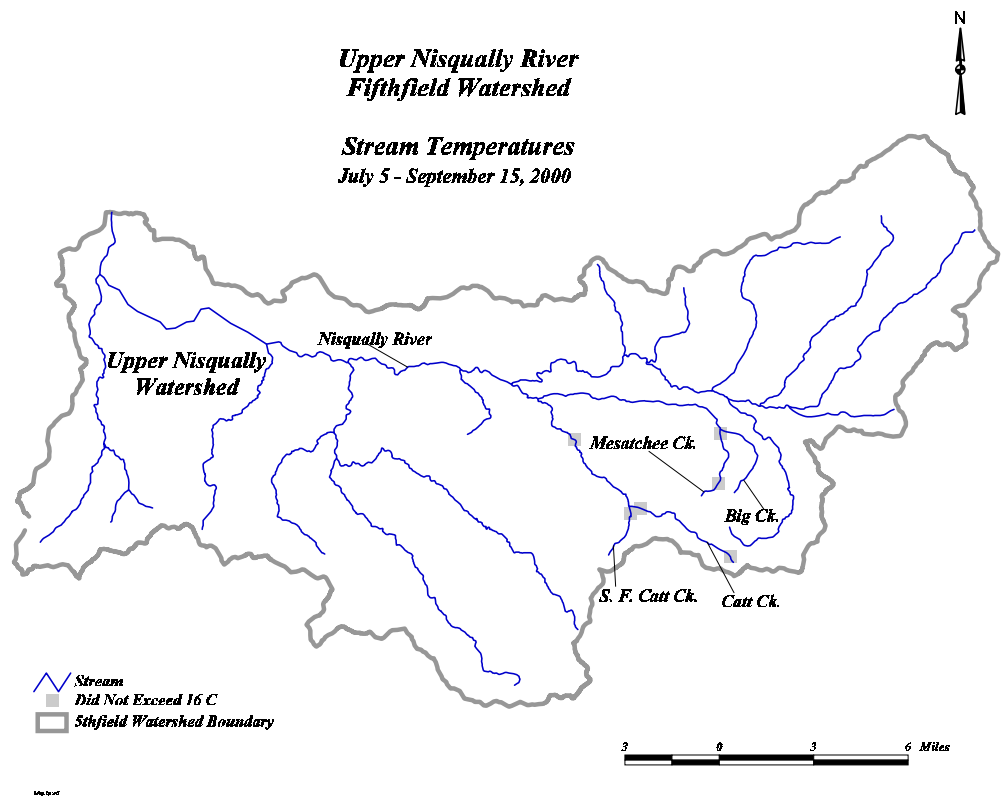 N
Upper Nisqually River
Fifthfield Watershed
Stream Temperatures
July 5 - September 15, 2000
Nisqually River
Upper Nisqually
Watershed
Mesatchee Ck.
Big Ck.
S. F. Catt Ck.
Catt Ck.
Stream
Did Not Exceed 16 C
5thfield Watershed Boundary
3 0 3 6 Miles